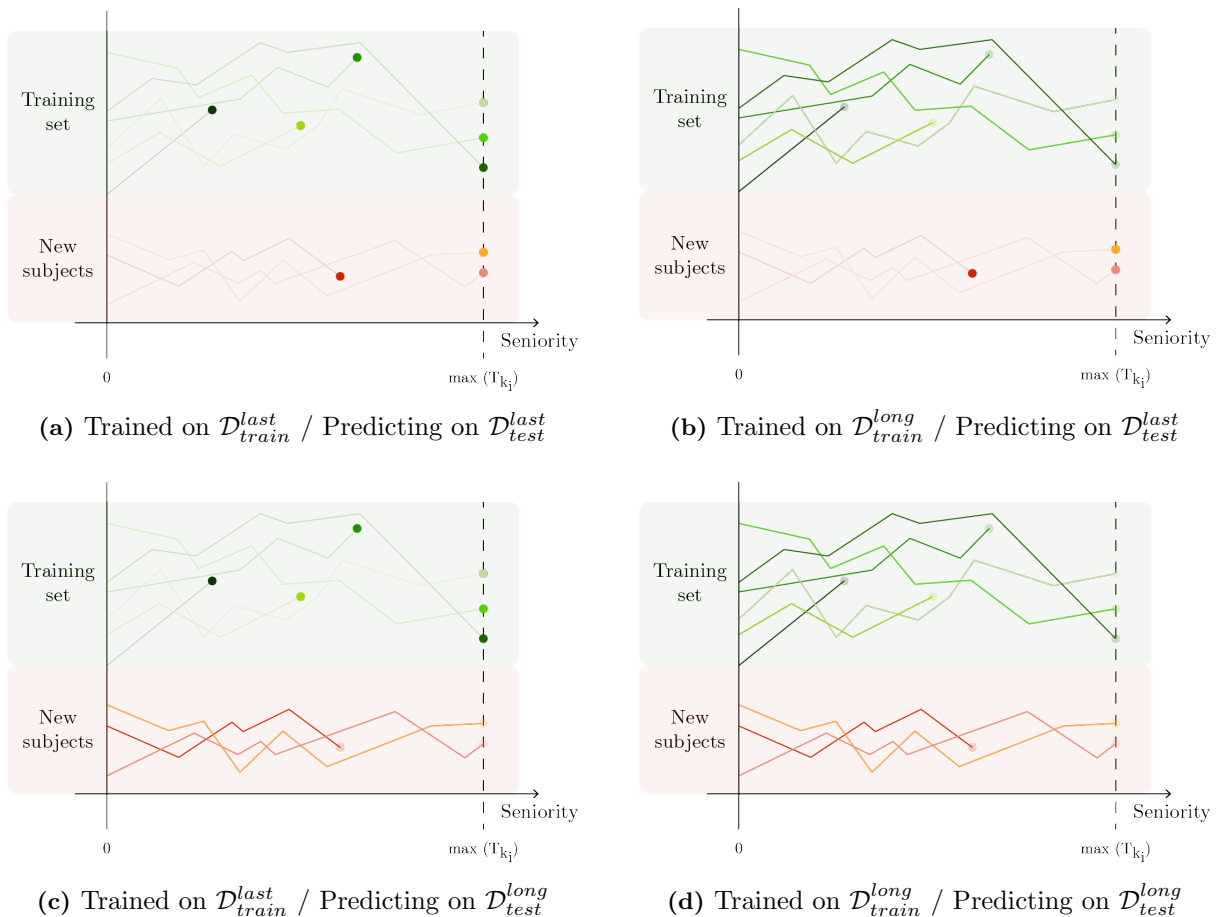 Training
set
New
subjects
Seniority
0
max (T_{k_i})
(a) Trained on 𝒟^{last}_{train} / Predicting on 𝒟^{last}_{test}
Training
set
New
subjects
Seniority
0
max (T_{k_i})
(b) Trained on 𝒟^{long}_{train} / Predicting on 𝒟^{last}_{test}
Training
set
New
subjects
Seniority
0
max (T_{k_i})
(c) Trained on 𝒟^{last}_{train} / Predicting on 𝒟^{long}_{test}
Training
set
New
subjects
Seniority
0
max (T_{k_i})
(d) Trained on 𝒟^{long}_{train} / Predicting on 𝒟^{long}_{test}